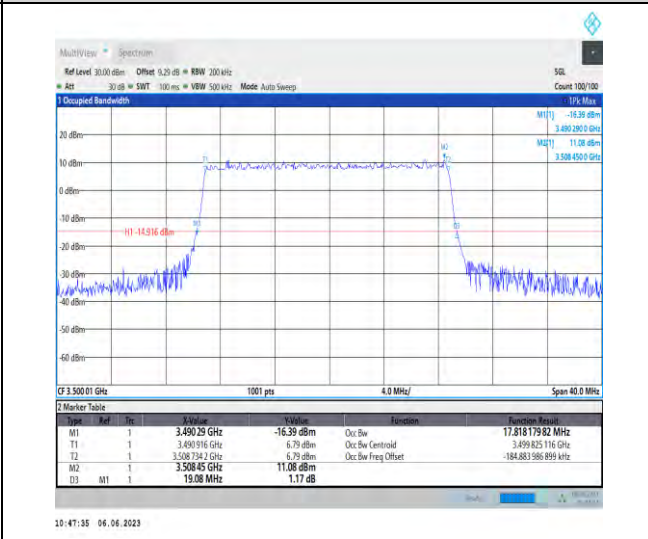 MultiView Spectrum
Ref Level 30.00 dBm Offset 9.29 dB RBW 200 kHz SGL
Att 30 dB SWT 100 ms VBW 500 kHz Mode Auto Sweep Count 100/100
1 Occupied Bandwidth 1Pk Max
M1[1] -16.39 dBm
3.490 290 0 GHz
M2[1] 11.08 dBm
3.508 450 0 GHz
20 dBm
M2
T1 T2
10 dBm
0 dBm
-10 dBm
M1 D3
H1 -14.916 dBm
-20 dBm
-30 dBm
-40 dBm
-50 dBm
-60 dBm
CF 3.500 01 GHz 1001 pts 4.0 MHz/ Span 40.0 MHz
2 Marker Table
Type Ref Trc X-Value Y-Value Function Function Result
M1 1 3.490 29 GHz -16.39 dBm Occ Bw 17.818 179 82 MHz
T1 1 3.490 916 GHz 6.79 dBm Occ Bw Centroid 3.499 825 116 GHz
T2 1 3.508 734 2 GHz 6.79 dBm Occ Bw Freq Offset -184.883 986 899 kHz
M2 1 3.508 45 GHz 11.08 dBm
D3 M1 1 19.08 MHz 1.17 dB
10:47:35 06.06.2023